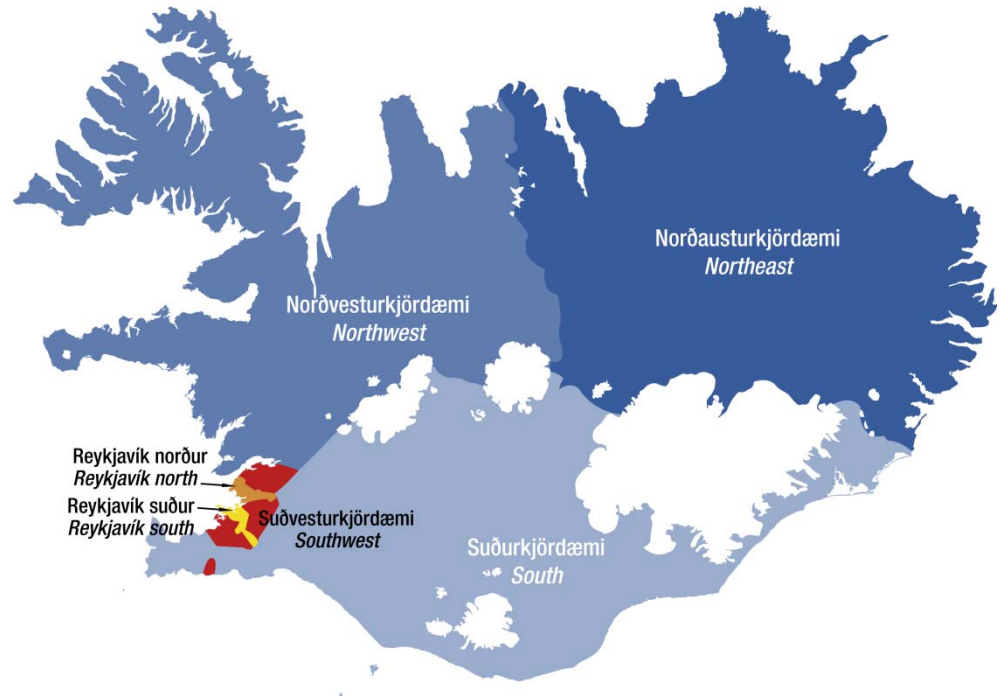 Norðausturkjördæmi
Northeast
Norðvesturkjördæmi
Northwest
Reykjavík norður
Reykjavík north
Reykjavík suður
Reykjavík south
Suðvesturkjördæmi
Southwest
Suðurkjördæmi
South